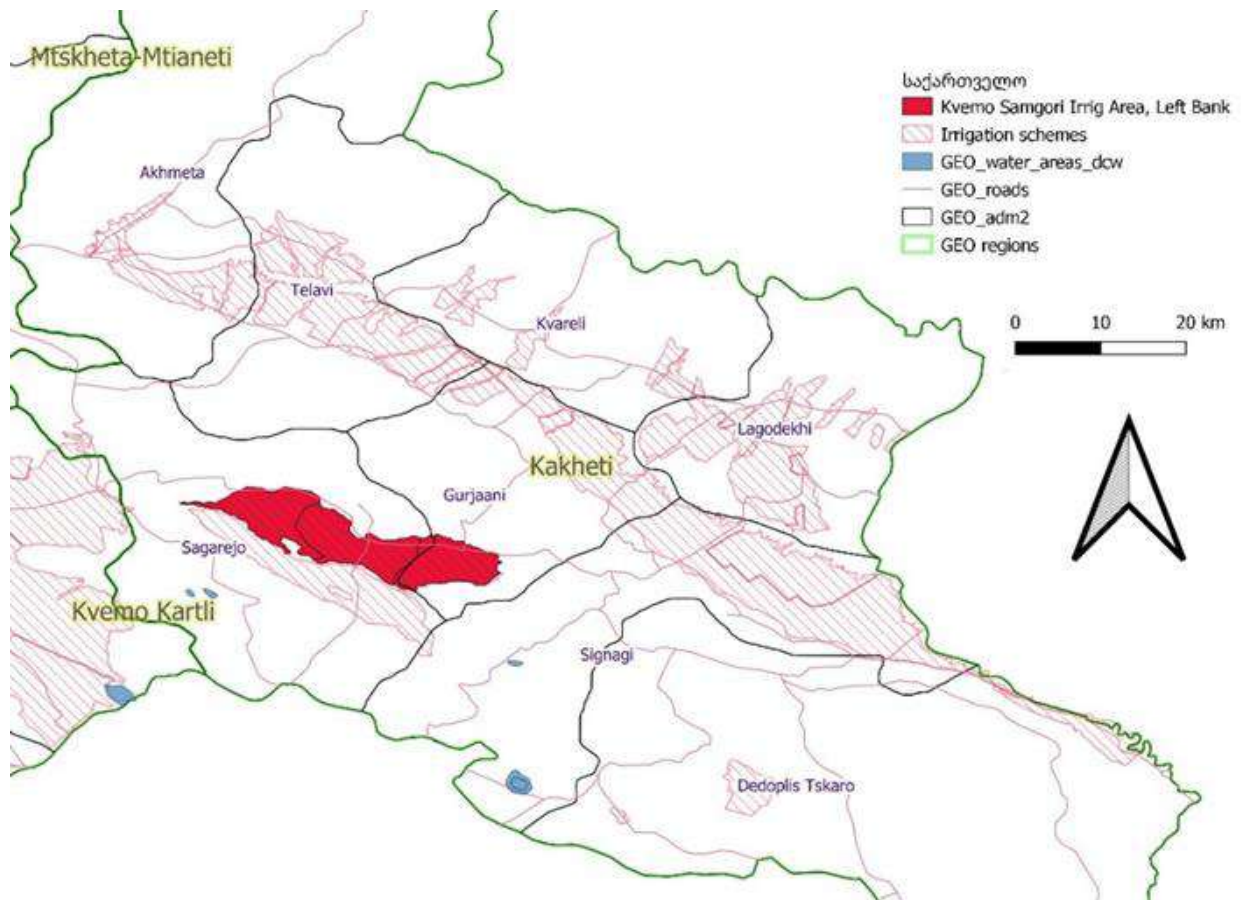 Mtskheta-Mtianeti
Akhmeta
Telavi
Kvareli
Lagodekhi
Kakheti
Gurjaani
Sagarejo
Kvemo Kartli
Signagi
Dedoplis Tskaro
საქართველო
Kvemo Samgori Irrig Area, Left Bank
Irrigation schemes
GEO_water_areas_dcw
GEO_roads
GEO_adm2
GEO regions
0 10 20 km